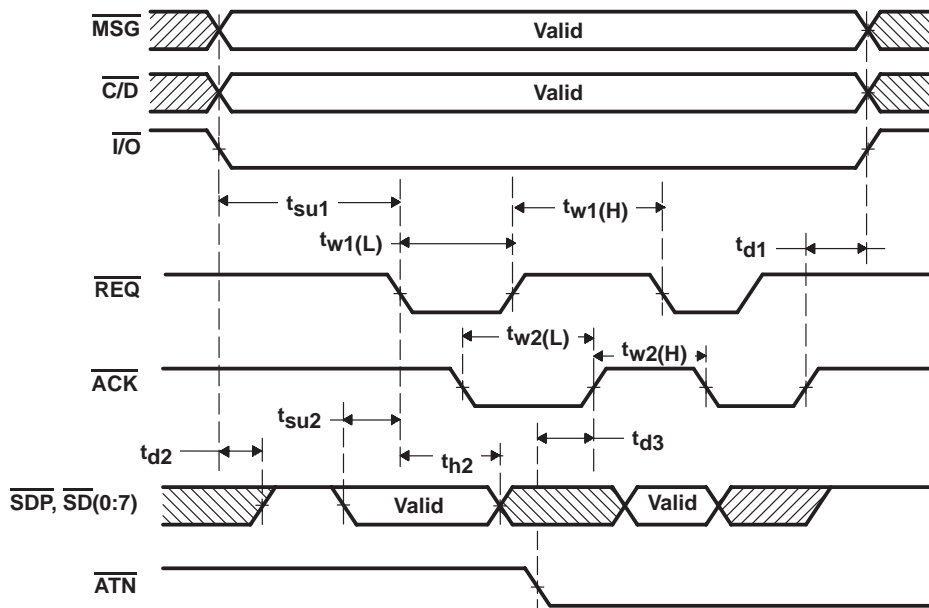 MSG
Valid
C/D
Valid
I/O
tsu1
tw1(H)
tw1(L)
td1
REQ
tw2(L)
tw2(H)
ACK
tsu2
td2
th2
td3
SDP, SD(0:7)
Valid
Valid
ATN